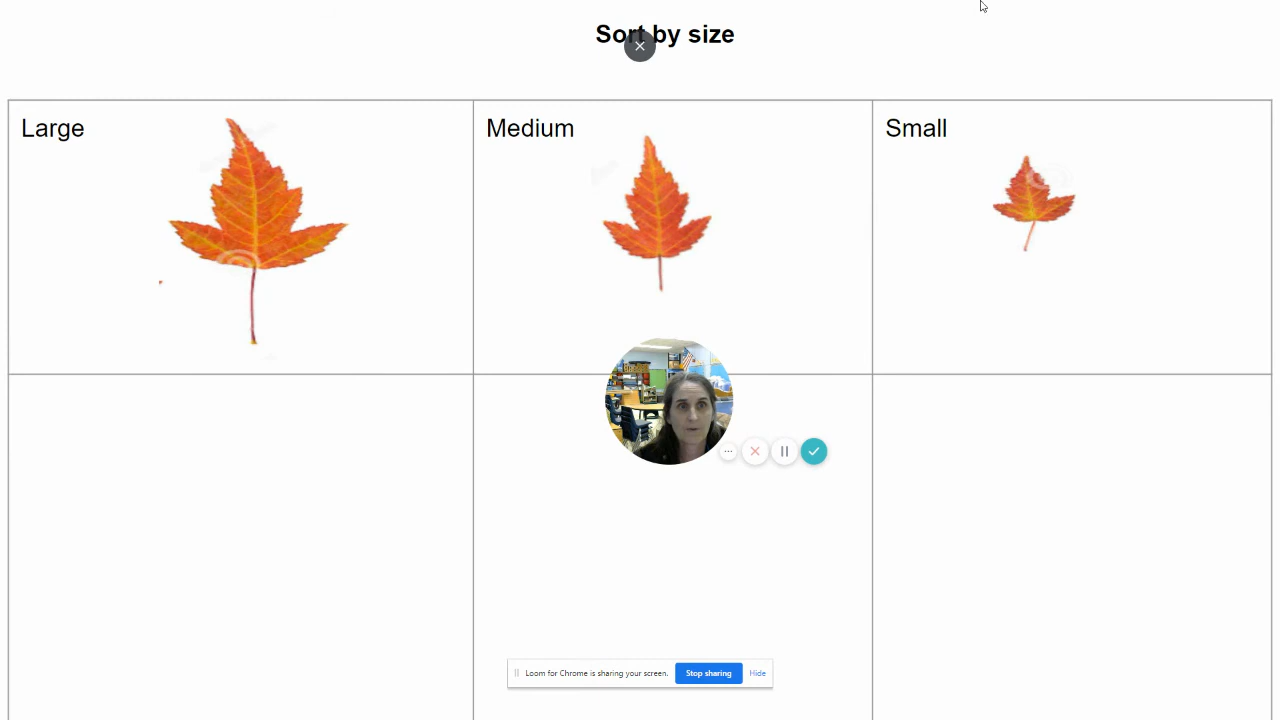 Sort by size
Large
Medium
Small
Loom for Chrome is sharing your screen.
Stop sharing
Hide